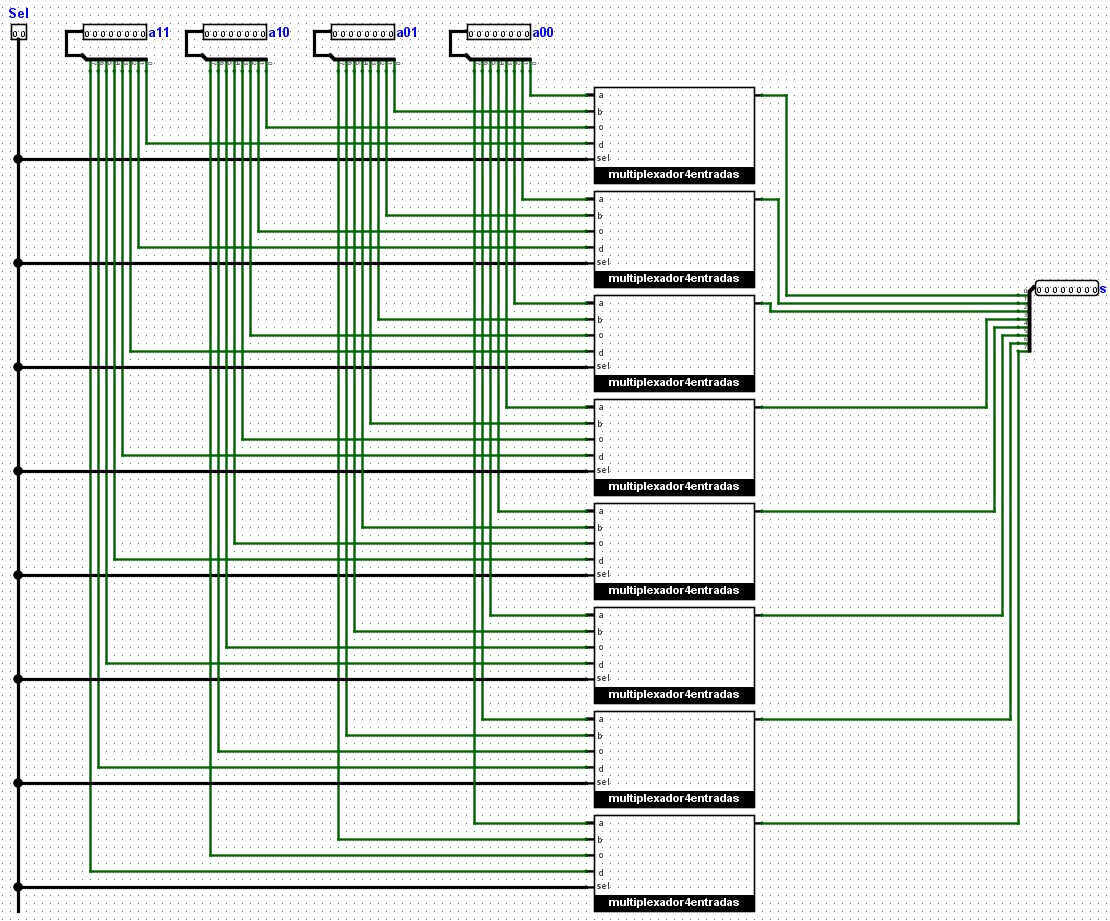 Sel
00
00000000 a11
00000000 a10
00000000 a01
00000000 a00
a
b
c
d
sel
multiplexador4entradas
a
b
c
d
sel
multiplexador4entradas
a
b
c
d
sel
multiplexador4entradas
00000000 s
a
b
c
d
sel
multiplexador4entradas
a
b
c
d
sel
multiplexador4entradas
a
b
c
d
sel
multiplexador4entradas
a
b
c
d
sel
multiplexador4entradas
a
b
c
d
sel
multiplexador4entradas